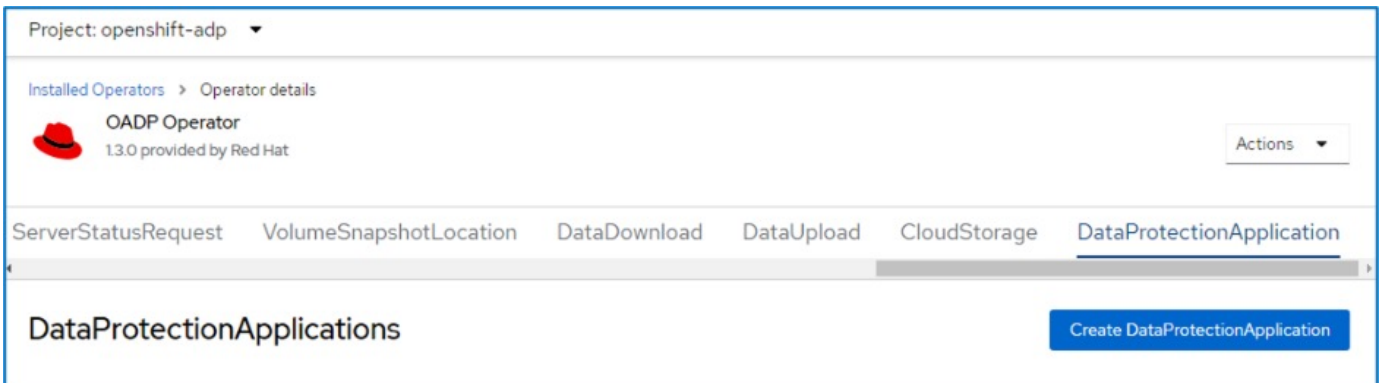 Project: openshift-adp
Installed Operators > Operator details
OADP Operator
1.3.0 provided by Red Hat
Actions
ServerStatusRequest VolumeSnapshotLocation DataDownload DataUpload CloudStorage DataProtectionApplication
DataProtectionApplications
Create DataProtectionApplication